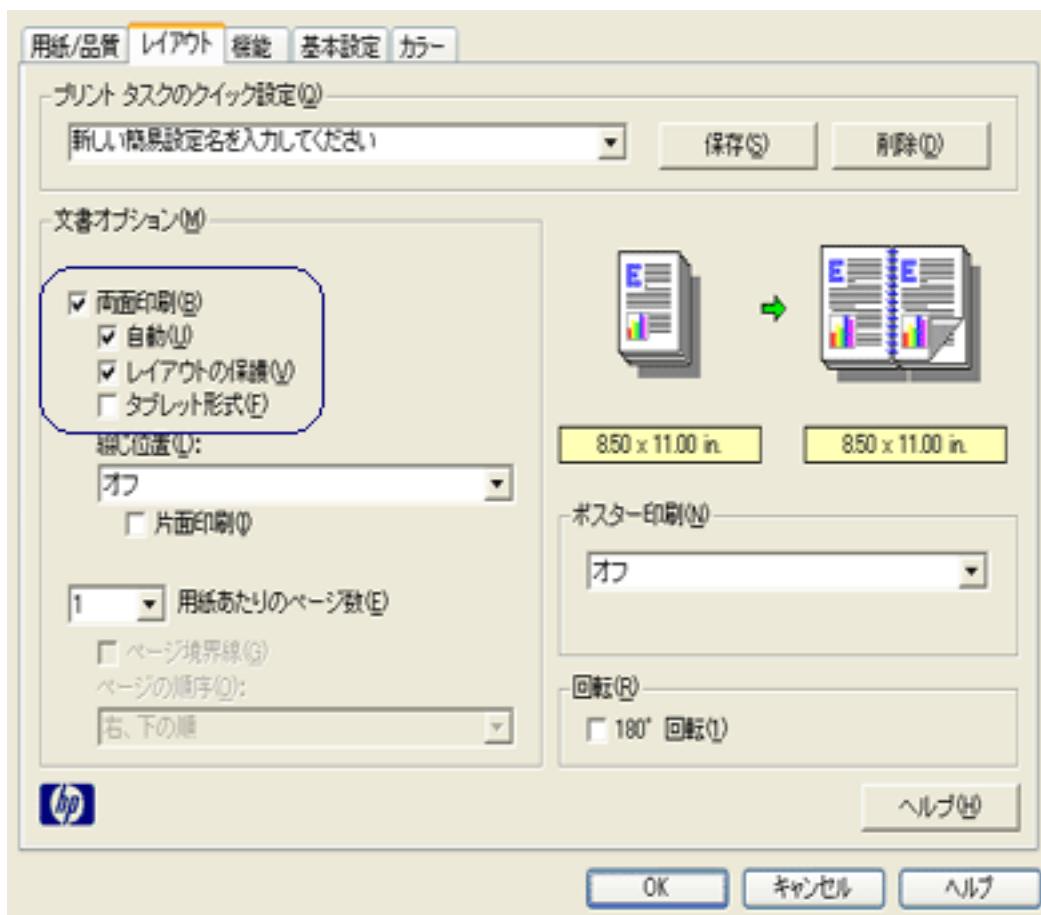 用紙/品質 レイアウト 機能 基本設定 カラー
プリント タスクのクイック設定(Q)
新しい簡易設定名を入力してください 保存(S) 削除(D)
文書オプション(M)
両面印刷(B)
自動(U)
レイアウトの保護(V)
タブレット形式(F)
綴じ位置(L):
オフ
片面印刷(I)
1 用紙あたりのページ数(E)
ページ境界線(G)
ページの順序(O):
右、下の順
E E E
8.50 x 11.00 in. 8.50 x 11.00 in.
ポスター印刷(N)
オフ
回転(R)
180° 回転(1)
hp
ヘルプ(H)
OK キャンセル ヘルプ